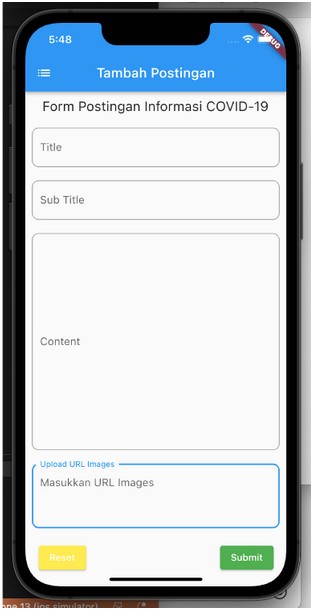 5:48
DEBUG
Tambah Postingan
Form Postingan Informasi COVID-19
Title
Sub Title
Content
Upload URL Images
Masukkan URL Images
Reset
Submit
one 13 (ios simulator)